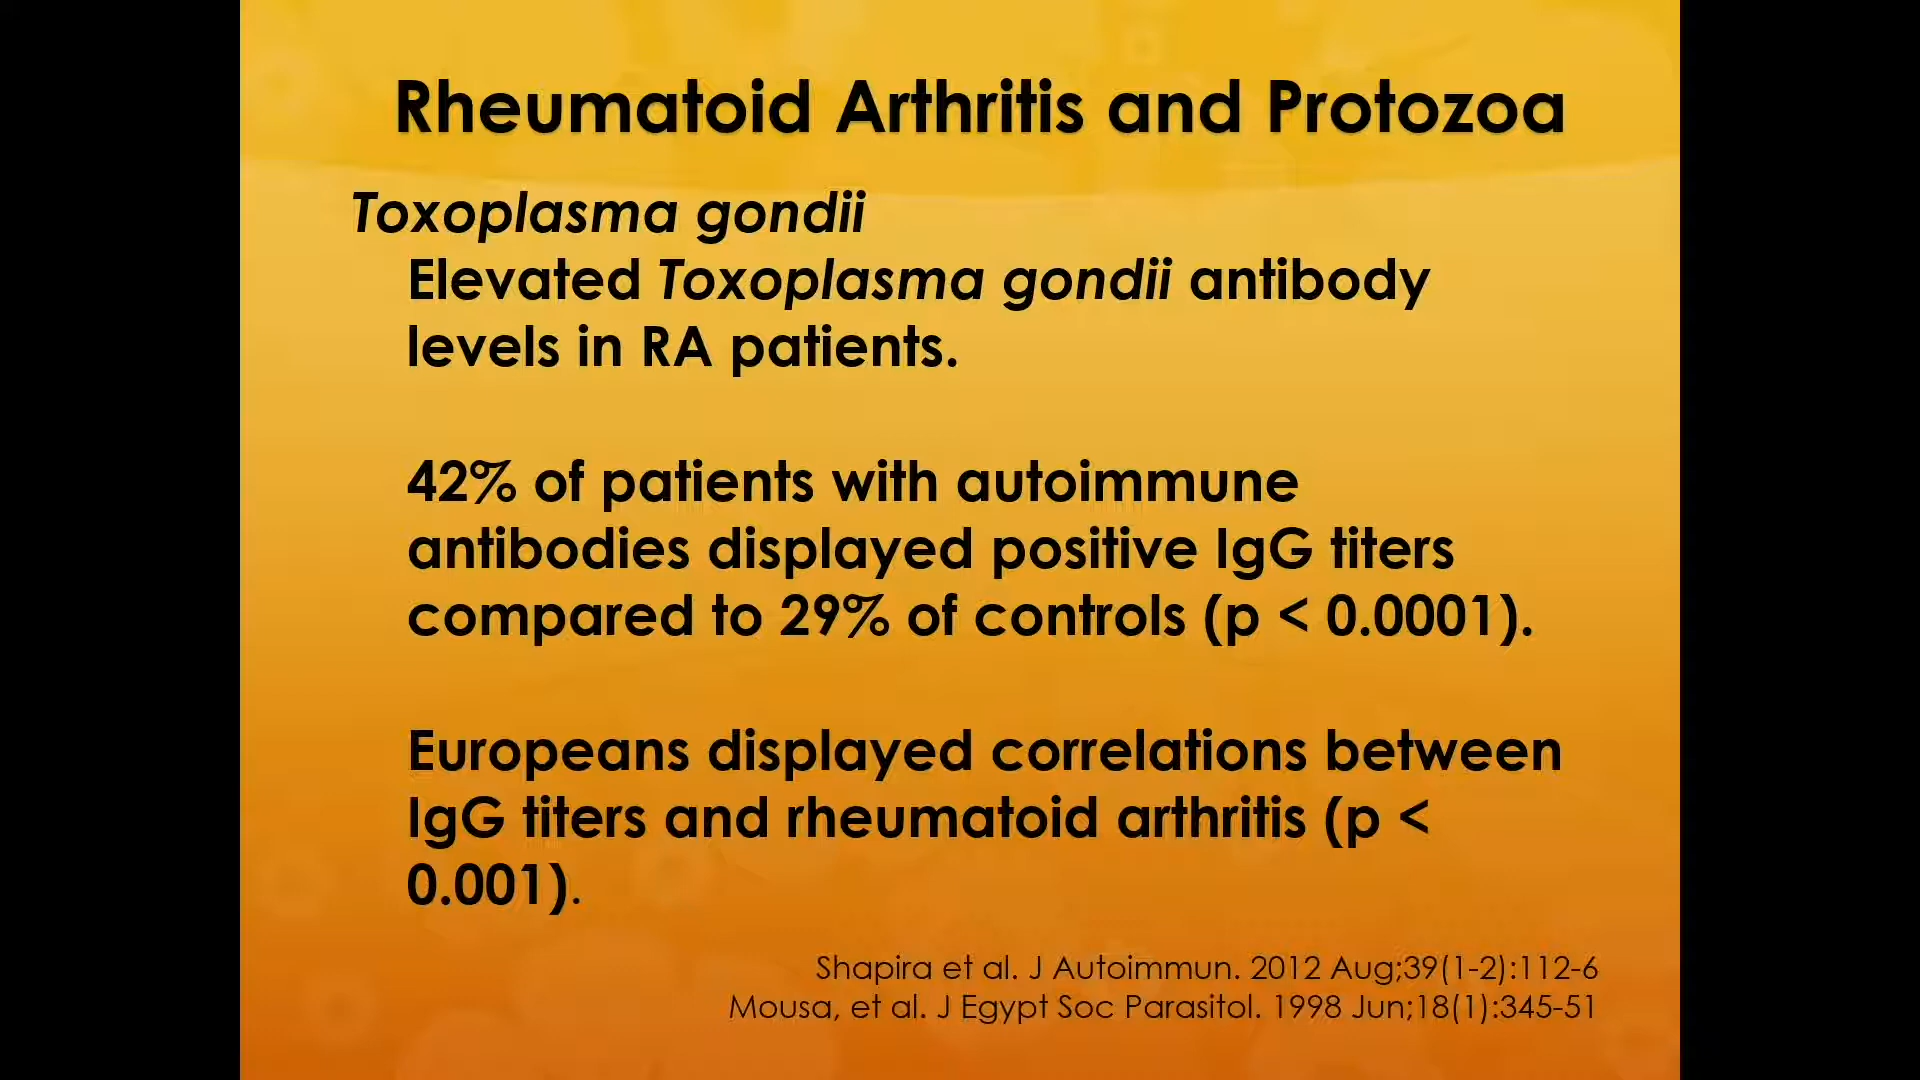 Rheumatoid Arthritis and Protozoa
Toxoplasma gondii
Elevated Toxoplasma gondii antibody
levels in RA patients.
42% of patients with autoimmune
antibodies displayed positive IgG titers
compared to 29% of controls (p < 0.0001).
Europeans displayed correlations between
IgG titers and rheumatoid arthritis (p <
0.001).
Shapira et al. J Autoimmun. 2012 Aug;39(1-2):112-6
Mousa, et al. J Egypt Soc Parasitol. 1998 Jun;18(1):345-51